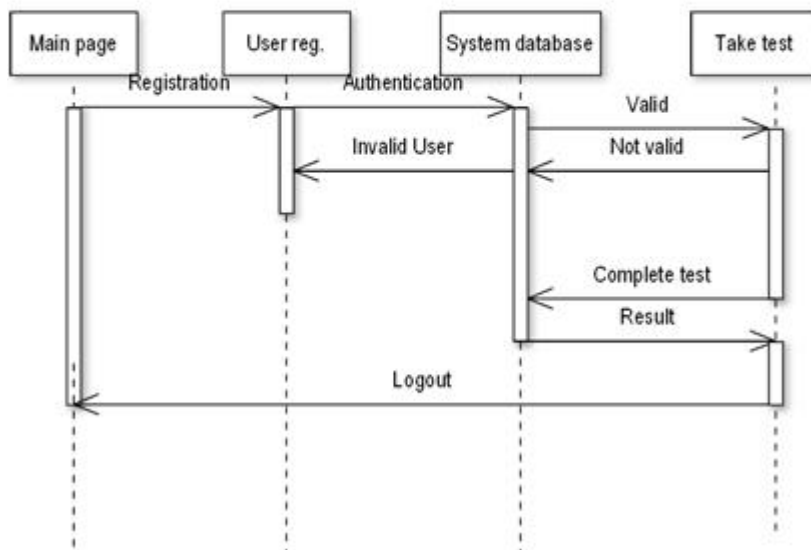 Main page
User reg.
System database
Take test
Registration
Authentication
Valid
Invalid User
Not valid
Complete test
Result
Logout